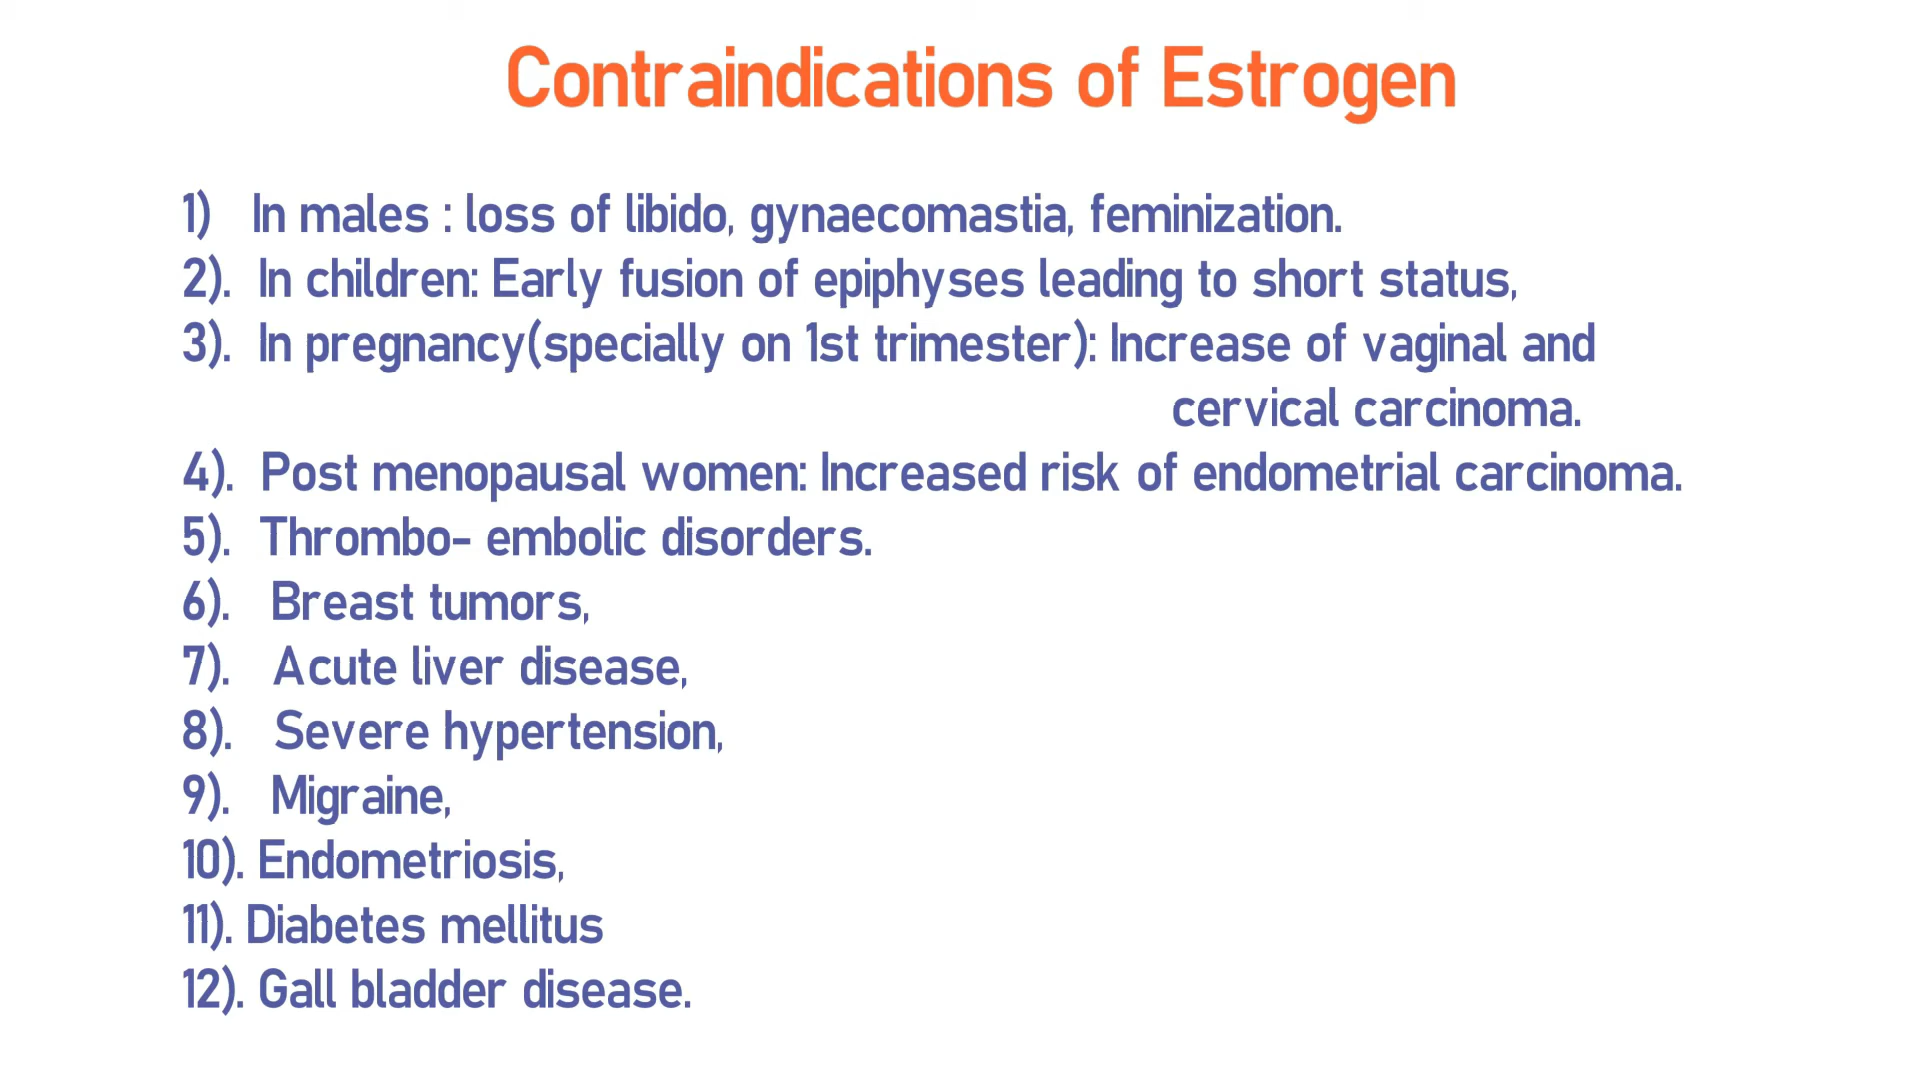 Contraindications of Estrogen
1) In males : loss of libido, gynaecomastia, feminization.
2). In children: Early fusion of epiphyses leading to short status,
3). In pregnancy(specially on 1st trimester): Increase of vaginal and
cervical carcinoma.
4). Post menopausal women: Increased risk of endometrial carcinoma.
5). Thrombo- embolic disorders.
6). Breast tumors,
7). Acute liver disease,
8). Severe hypertension,
9). Migraine,
10). Endometriosis,
11). Diabetes mellitus
12). Gall bladder disease.